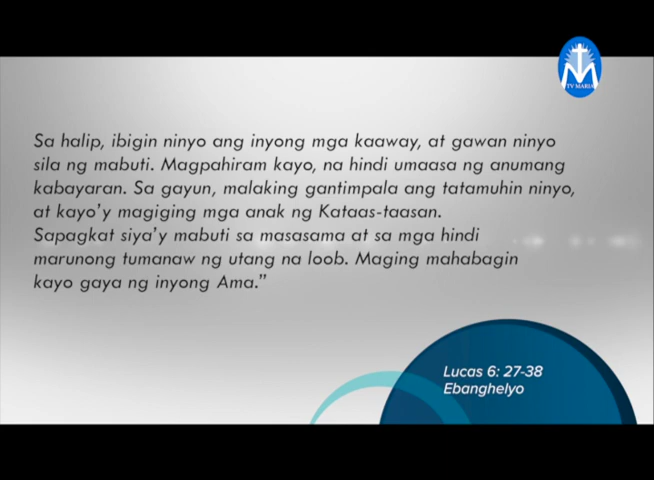 TV MARIA
Sa halip, ibigin ninyo ang inyong mga kaaway, at gawan ninyo
sila ng mabuti. Magpahiram kayo, na hindi umaasa ng anumang
kabayaran. Sa gayun, malaking gantimpala ang tatamuhin ninyo,
at kayo’y magiging mga anak ng Kataas-taasan.
Sapagkat siya’y mabuti sa masasama at sa mga hindi
marunong tumanaw ng utang na loob. Maging mahabagin
kayo gaya ng inyong Ama.”
Lucas 6: 27-38
Ebanghelyo